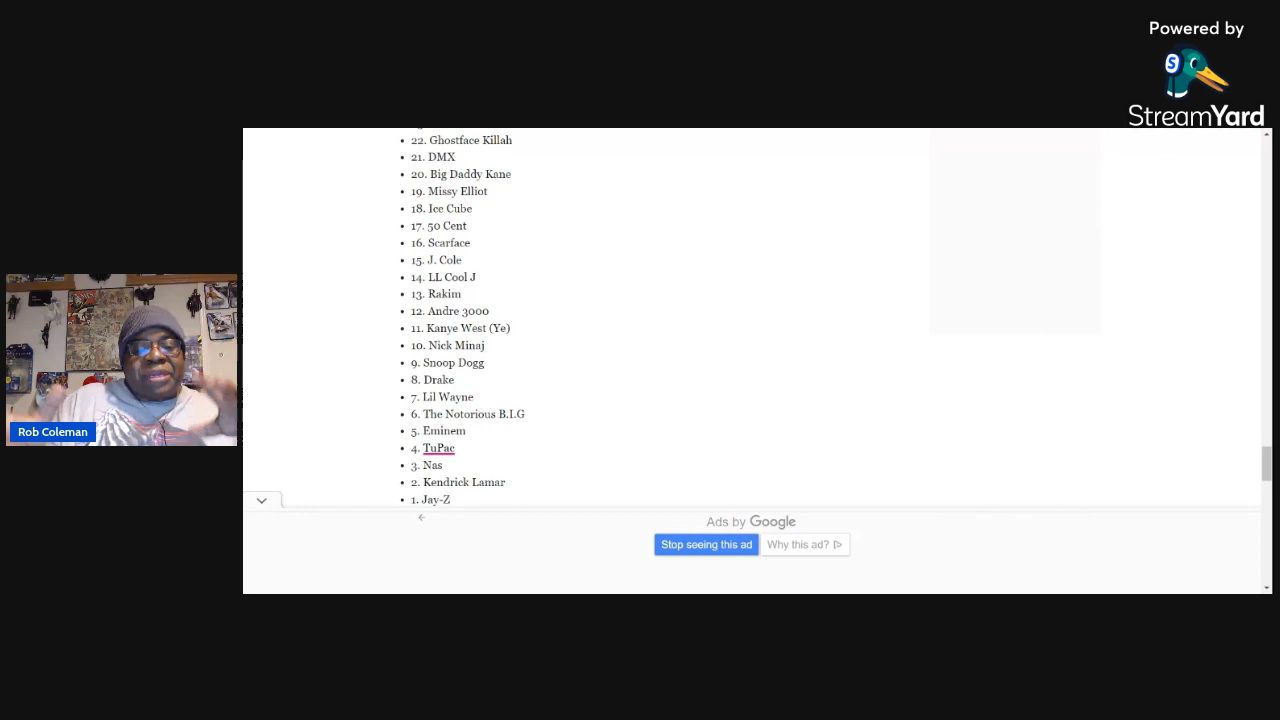 Powered by
StreamYard
22. Ghostface Killah
21. DMX
20. Big Daddy Kane
19. Missy Elliot
18. Ice Cube
17. 50 Cent
16. Scarface
15. J. Cole
14. LL Cool J
13. Rakim
12. Andre 3000
11. Kanye West (Ye)
10. Nick Minaj
9. Snoop Dogg
8. Drake
7. Lil Wayne
6. The Notorious B.I.G
5. Eminem
4. TuPac
3. Nas
2. Kendrick Lamar
1. Jay-Z
Rob Coleman
Ads by Google
Stop seeing this ad
Why this ad?